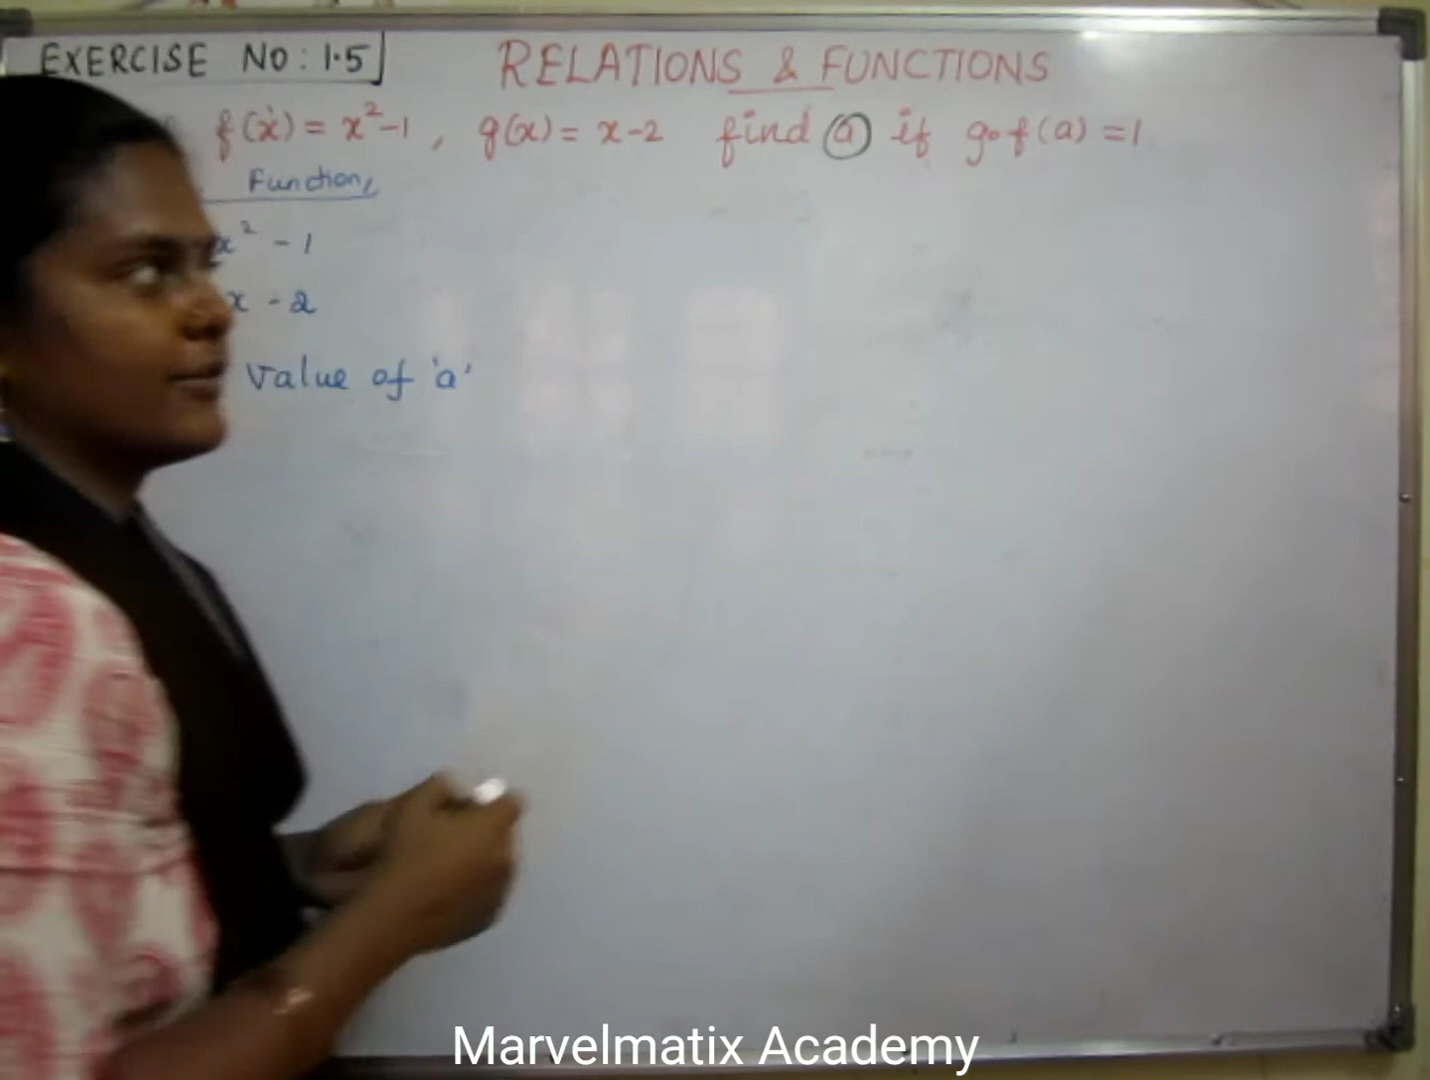 EXERCISE NO: 1.5
RELATIONS & FUNCTIONS
f(x) = x²-1, g(x) = x-2 find a if gof(a) = 1
Function,
x² - 1
x - 2
Value of 'a'
Marvelmatix Academy